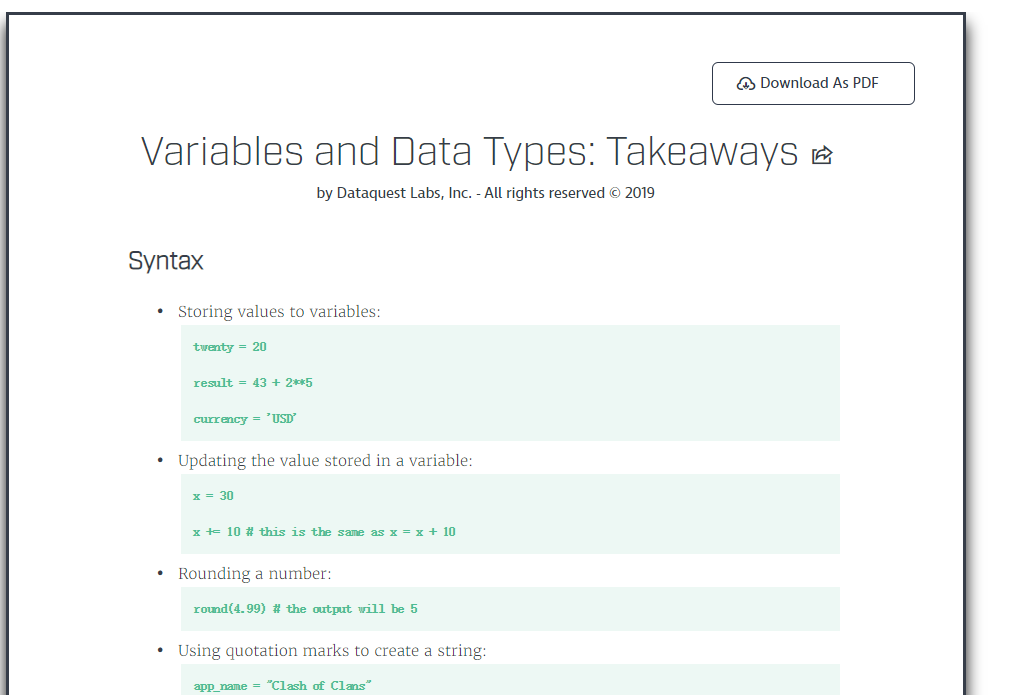 Download As PDF
Variables and Data Types: Takeaways
by Dataquest Labs, Inc. - All rights reserved © 2019
Syntax
• Storing values to variables:
twenty = 20
result = 43 + 2**5
currency = 'USD'
• Updating the value stored in a variable:
x = 30
x += 10 # this is the same as x = x + 10
• Rounding a number:
round(4.99) # the output will be 5
• Using quotation marks to create a string:
app_name = "Clash of Clans"